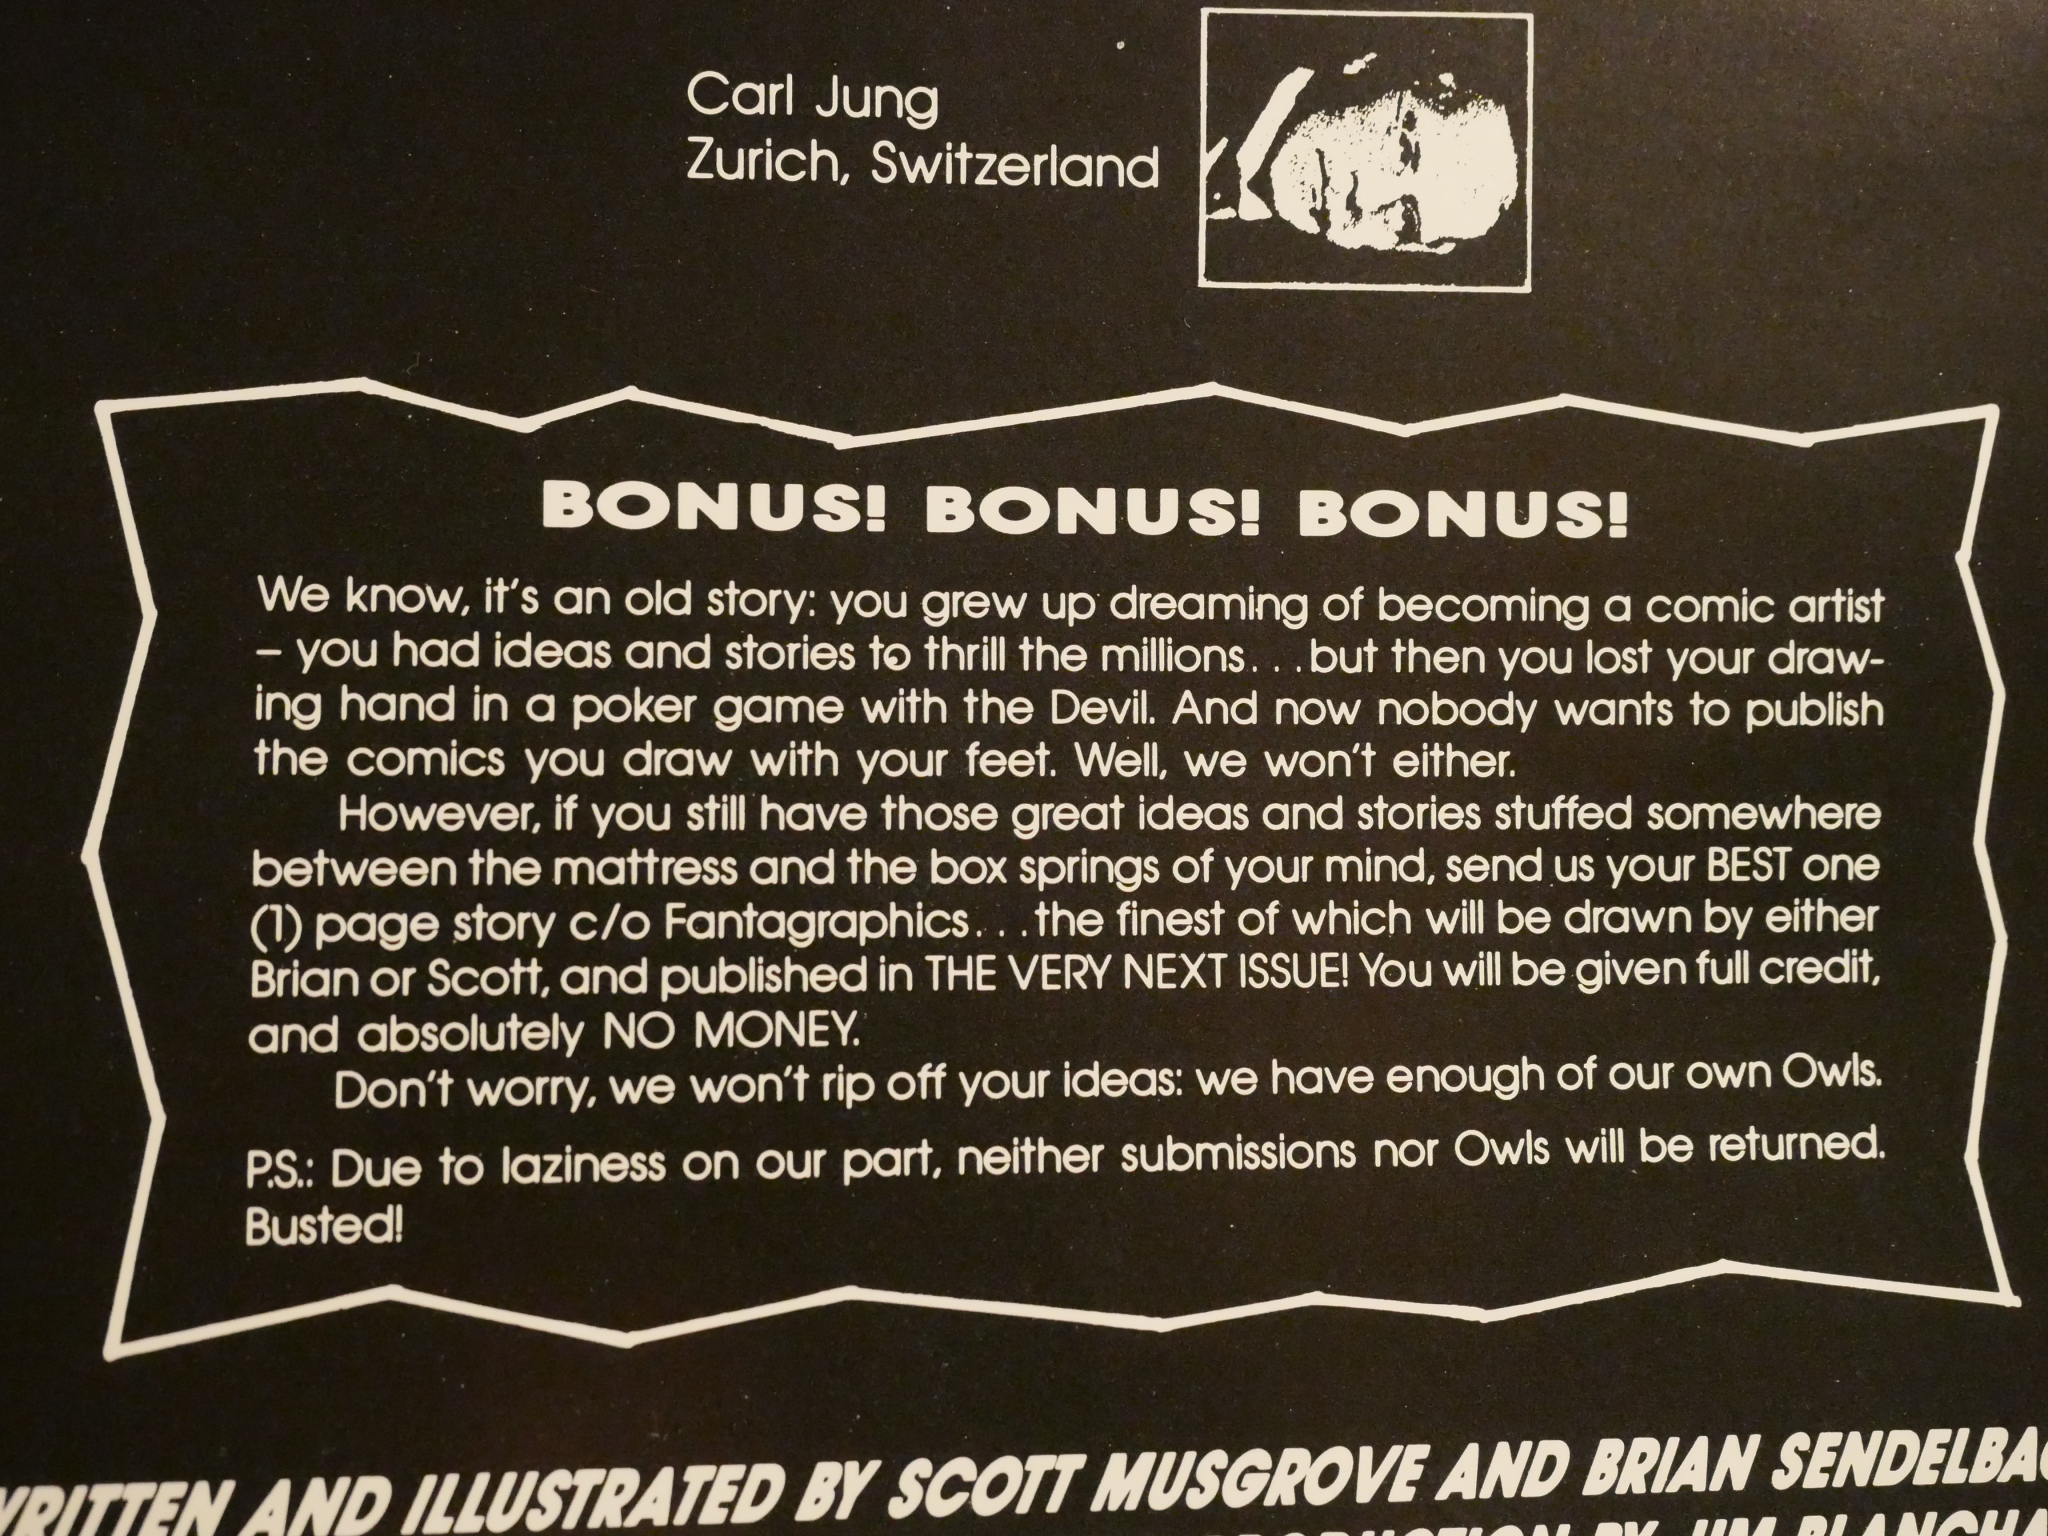 Carl Jung
Zurich, Switzerland
BONUS! BONUS! BONUS!
We know, it's an old story: you grew up dreaming of becoming a comic artist
– you had ideas and stories to thrill the millions. . .but then you lost your draw-
ing hand in a poker game with the Devil. And now nobody wants to publish
the comics you draw with your feet. Well, we won't either.
However, if you still have those great ideas and stories stuffed somewhere
between the mattress and the box springs of your mind, send us your BEST one
(1) page story c/o Fantagraphics. . .the finest of which will be drawn by either
Brian or Scott, and published in THE VERY NEXT ISSUE! You will be given full credit,
and absolutely NO MONEY.
Don't worry, we won't rip off your ideas: we have enough of our own Owls.
P.S.: Due to laziness on our part, neither submissions nor Owls will be returned.
Busted!
WRITTEN AND ILLUSTRATED BY SCOTT MUSGROVE AND BRIAN
BY JIM